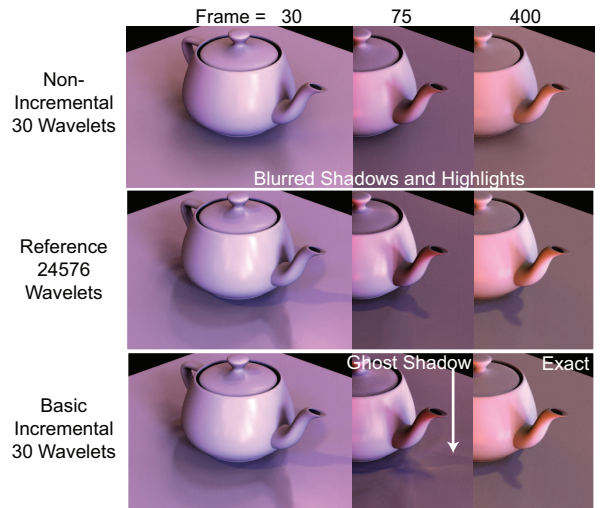 Frame = 30 75 400
Non-
Incremental
30 Wavelets
Blurred Shadows and Highlights
Reference
24576
Wavelets
Ghost Shadow
Exact
Basic
Incremental
30 Wavelets